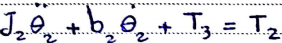 J₂θ̈₂ + b₂θ̇₂ + T₃ = T₂